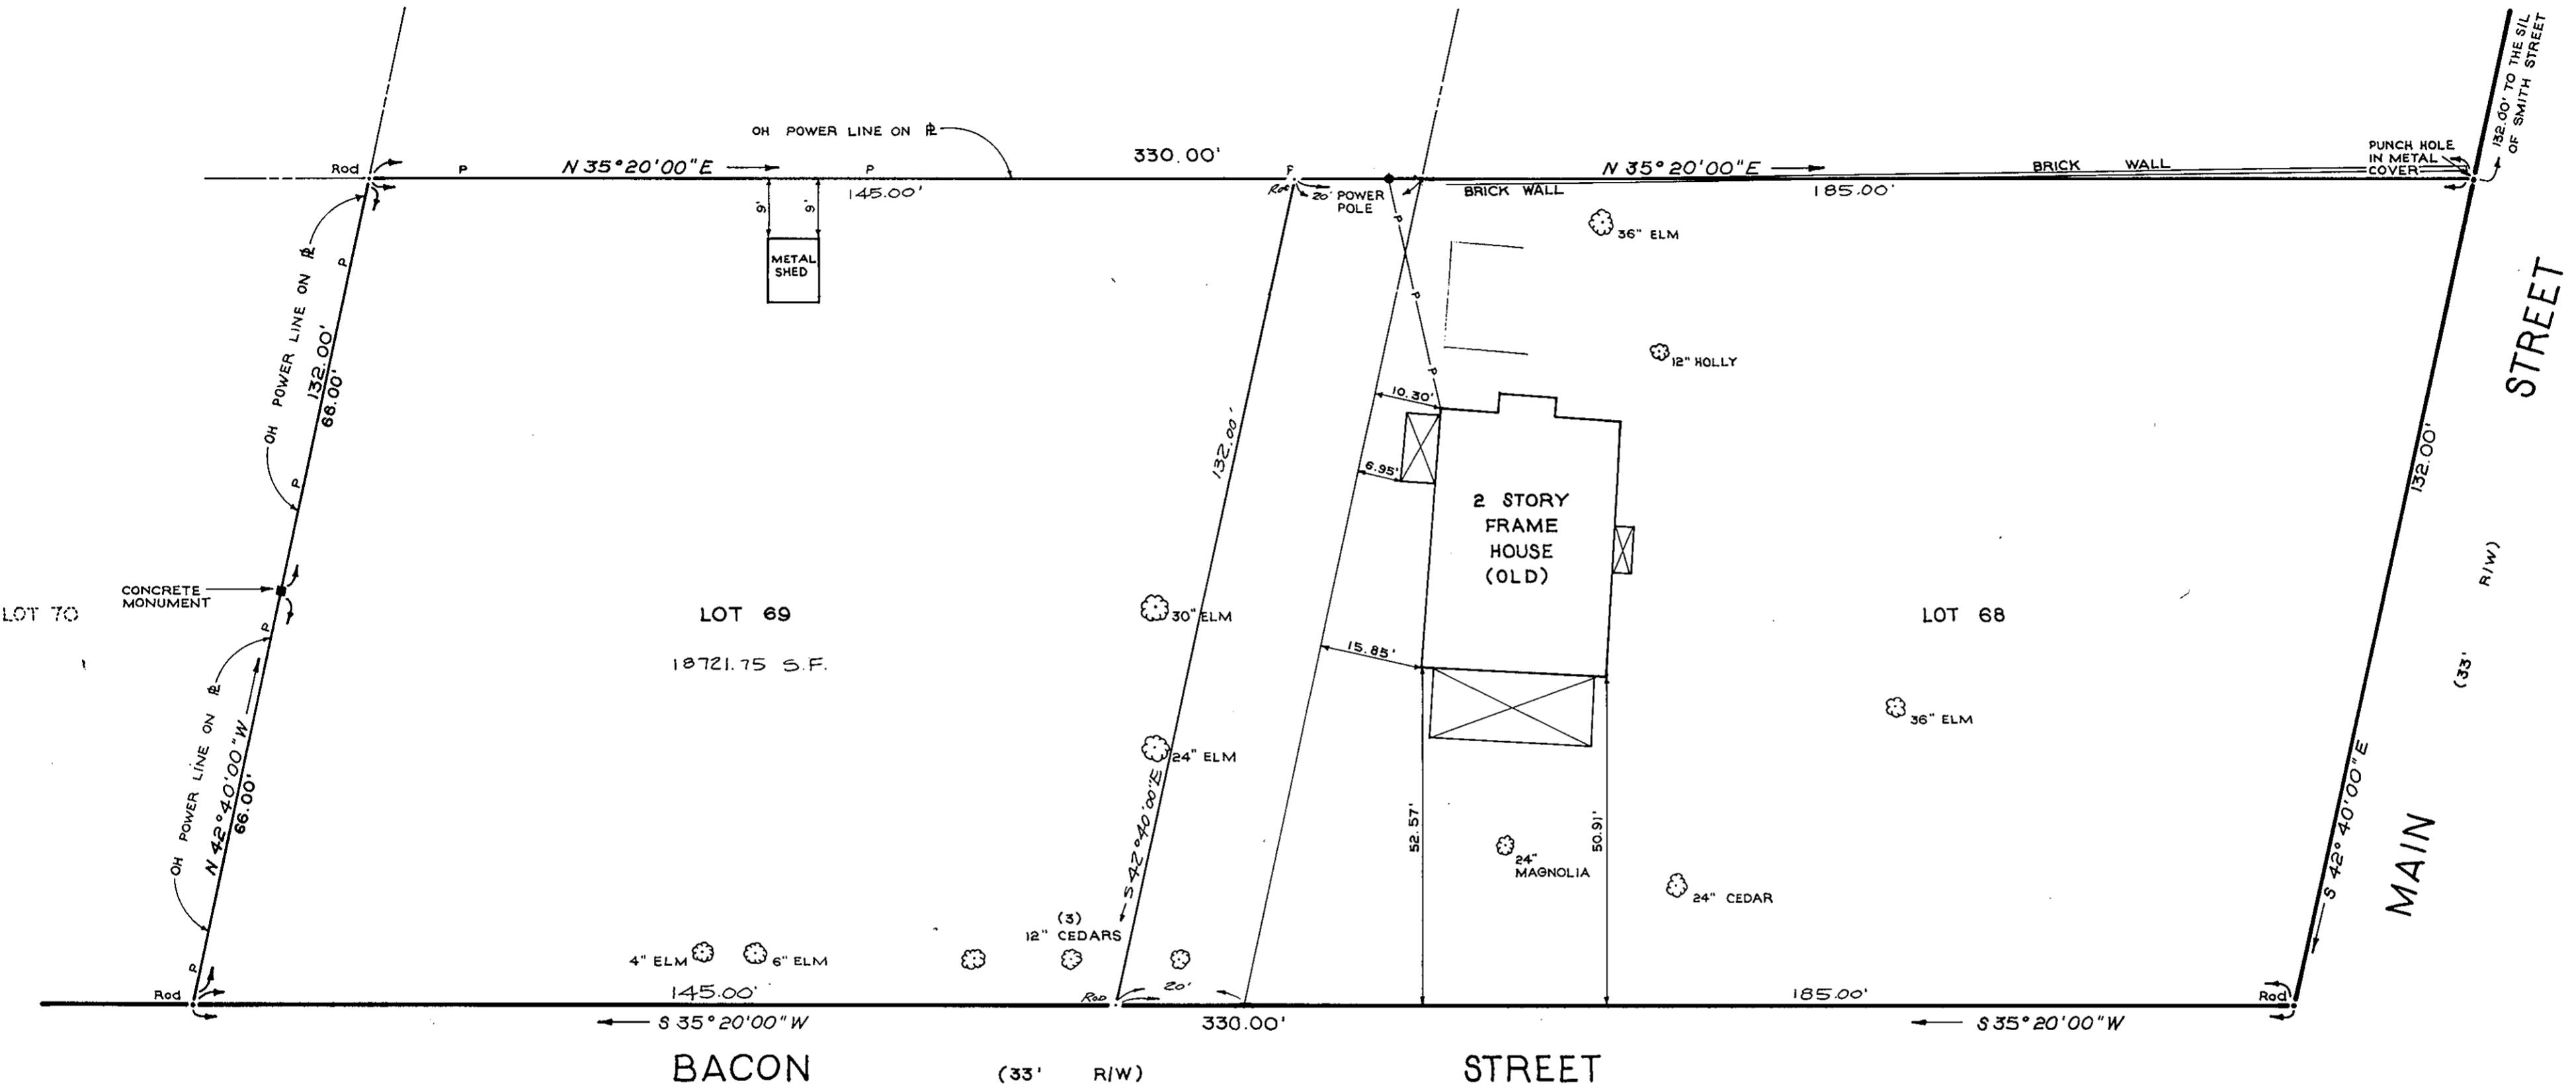 132.00' TO THE S/L
OF SMITH STREET
OH POWER LINE ON ⅊
330.00'
PUNCH HOLE
IN METAL
COVER
Rod
P
N 35°20'00"E
P
P
N 35°20'00"E
BRICK WALL
145.00'
Rod
20'
POWER
POLE
BRICK WALL
185.00'
9'
9'
METAL
SHED
36" ELM
P
P
P
12" HOLLY
STREET
OH POWER LINE ON ⅊
P
132.00'
66.00'
P
132.00'
10.30'
6.95'
132.00'
2 STORY
FRAME
HOUSE
(OLD)
CONCRETE
MONUMENT
LOT 70
LOT 69
18721.75 S.F.
30" ELM
LOT 68
(33' R/W)
P
15.85'
OH POWER LINE ON ⅊
N 42°40'00"W
66.00'
24" ELM
36" ELM
S 42°40'00"E
52.57'
50.91'
24"
MAGNOLIA
24" CEDAR
S 42°40'00"E
MAIN
(3)
12" CEDARS
4" ELM
6" ELM
P
Rod
145.00'
Rod
20'
185.00'
Rod
S 35°20'00"W
330.00'
S 35°20'00"W
BACON (33' R/W) STREET